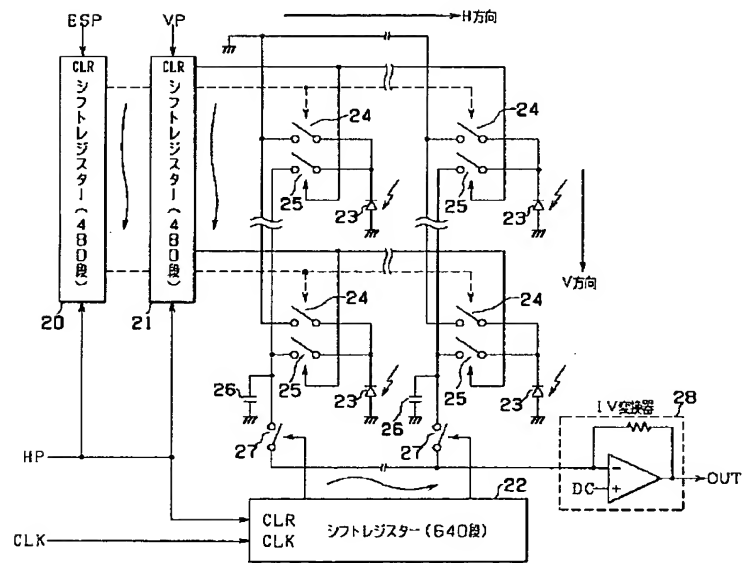 ESP
VP
H方向
CLR
シフトレジスター(480段)
CLR
シフトレジスター(480段)
24
24
25
23
25
23
V方向
24
24
20
21
26
25
23
26
25
23
IV変換器
28
27
27
HP
DC
OUT
22
CLR
CLK
シフトレジスター(640段)
CLK